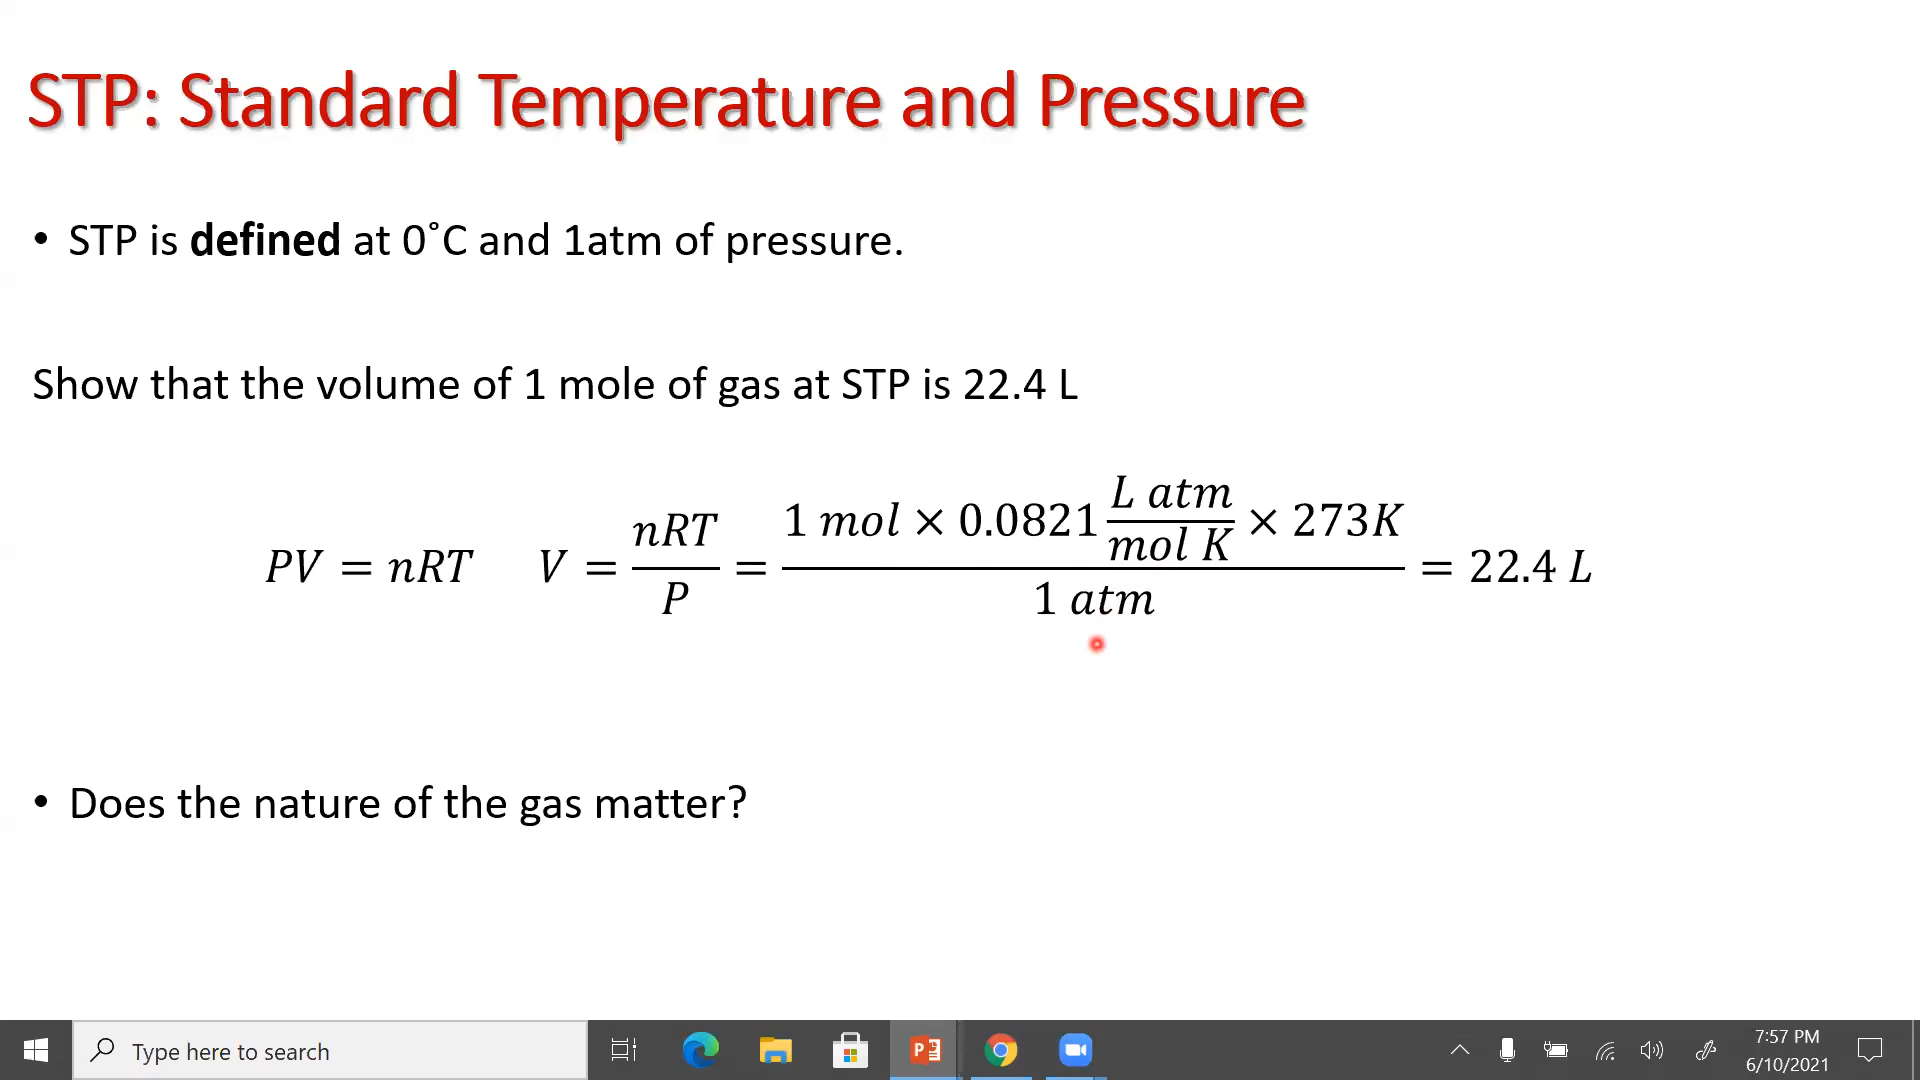 STP: Standard Temperature and Pressure
• STP is defined at 0˚C and 1atm of pressure.
Show that the volume of 1 mole of gas at STP is 22.4 L
PV = nRT   V = nRT/P = (1 mol × 0.0821 (L atm)/(mol K) × 273K)/(1 atm) = 22.4 L
• Does the nature of the gas matter?
Type here to search
7:57 PM
6/10/2021